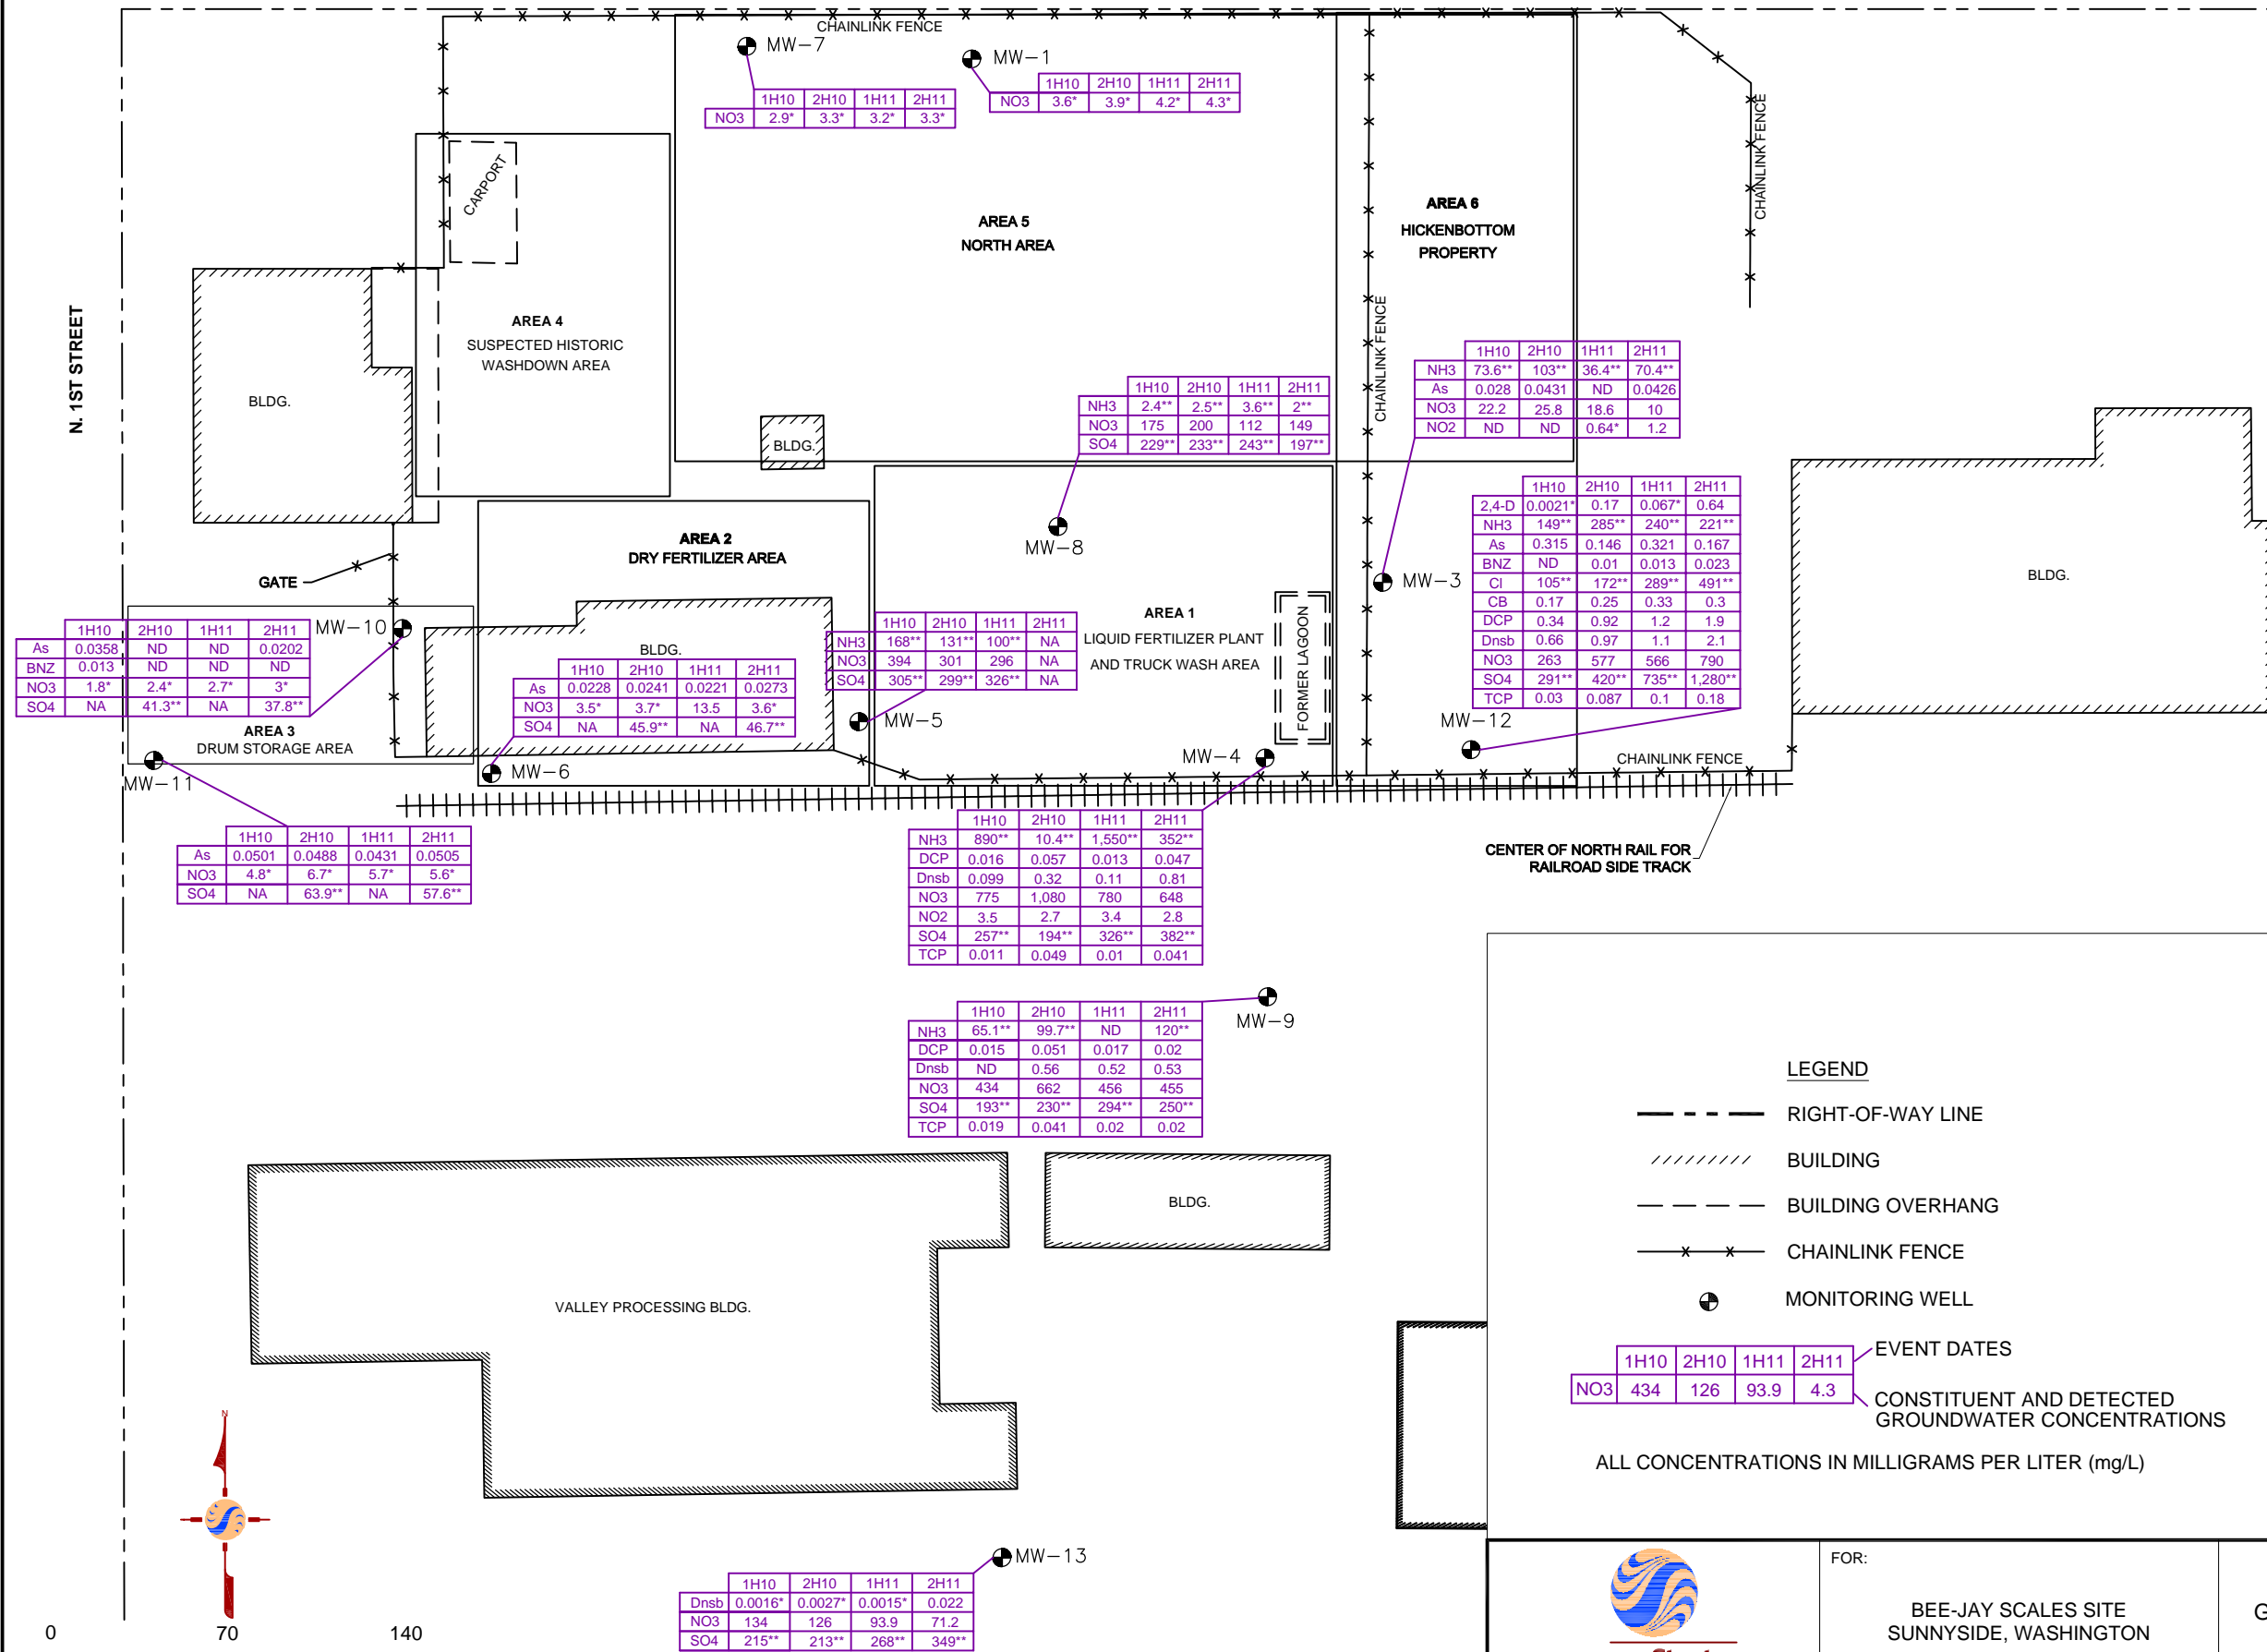 CHAINLINK FENCE
MW-7
MW-1
1H10 2H10 1H11 2H11
NO3 2.9* 3.3* 3.2* 3.3*
1H10 2H10 1H11 2H11
NO3 3.6* 3.9* 4.2* 4.3*
CHAINLINK FENCE
CARPORT
AREA 5
NORTH AREA
AREA 6
HICKENBOTTOM
PROPERTY
N. 1ST STREET
AREA 4
SUSPECTED HISTORIC
WASHDOWN AREA
BLDG.
CHAINLINK FENCE
BLDG.
1H10 2H10 1H11 2H11
NH3 2.4** 2.5** 3.6** 2**
NO3 175 200 112 149
SO4 229** 233** 243** 197**
MW-8
1H10 2H10 1H11 2H11
NH3 73.6** 103** 36.4** 70.4**
As 0.028 0.0431 ND 0.0426
NO3 22.2 25.8 18.6 10
NO2 ND ND 0.64* 1.2
MW-3
1H10 2H10 1H11 2H11
2,4-D 0.0021* 0.17 0.067* 0.64
NH3 149** 285** 240** 221**
As 0.315 0.146 0.321 0.167
BNZ ND 0.01 0.013 0.023
Cl 105** 172** 289** 491**
CB 0.17 0.25 0.33 0.3
DCP 0.34 0.92 1.2 1.9
Dnsb 0.66 0.97 1.1 2.1
NO3 263 577 566 790
SO4 291** 420** 735** 1,280**
TCP 0.03 0.087 0.1 0.18
MW-12
BLDG.
AREA 2
DRY FERTILIZER AREA
GATE
MW-10
1H10 2H10 1H11 2H11
As 0.0358 ND ND 0.0202
BNZ 0.013 ND ND ND
NO3 1.8* 2.4* 2.7* 3*
SO4 NA 41.3** NA 37.8**
AREA 3
DRUM STORAGE AREA
MW-11
BLDG.
1H10 2H10 1H11 2H11
As 0.0228 0.0241 0.0221 0.0273
NO3 3.5* 3.7* 13.5 3.6*
SO4 NA 45.9** NA 46.7**
MW-6
1H10 2H10 1H11 2H11
NH3 168** 131** 100** NA
NO3 394 301 296 NA
SO4 305** 299** 326** NA
MW-5
AREA 1
LIQUID FERTILIZER PLANT
AND TRUCK WASH AREA
FORMER LAGOON
MW-4
CHAINLINK FENCE
1H10 2H10 1H11 2H11
As 0.0501 0.0488 0.0431 0.0505
NO3 4.8* 6.7* 5.7* 5.6*
SO4 NA 63.9** NA 57.6**
1H10 2H10 1H11 2H11
NH3 890** 10.4** 1,550** 352**
DCP 0.016 0.057 0.013 0.047
Dnsb 0.099 0.32 0.11 0.81
NO3 775 1,080 780 648
NO2 3.5 2.7 3.4 2.8
SO4 257** 194** 326** 382**
TCP 0.011 0.049 0.01 0.041
CENTER OF NORTH RAIL FOR
RAILROAD SIDE TRACK
1H10 2H10 1H11 2H11
NH3 65.1** 99.7** ND 120**
DCP 0.015 0.051 0.017 0.02
Dnsb ND 0.56 0.52 0.53
NO3 434 662 456 455
SO4 193** 230** 294** 250**
TCP 0.019 0.041 0.02 0.02
MW-9
BLDG.
VALLEY PROCESSING BLDG.
LEGEND
RIGHT-OF-WAY LINE
BUILDING
BUILDING OVERHANG
CHAINLINK FENCE
MONITORING WELL
1H10 2H10 1H11 2H11
NO3 434 126 93.9 4.3
EVENT DATES
CONSTITUENT AND DETECTED
GROUNDWATER CONCENTRATIONS
ALL CONCENTRATIONS IN MILLIGRAMS PER LITER (mg/L)
N
MW-13
1H10 2H10 1H11 2H11
Dnsb 0.0016* 0.0027* 0.0015* 0.022
NO3 134 126 93.9 71.2
SO4 215** 213** 268** 349**
0 70 140
FOR:
BEE-JAY SCALES SITE
SUNNYSIDE, WASHINGTON
G